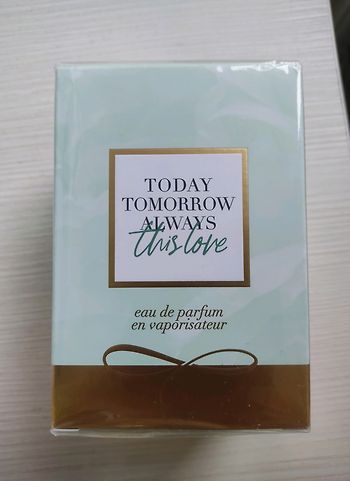 TODAY
TOMORROW
ALWAYS
this love
eau de parfum
en vaporisateur